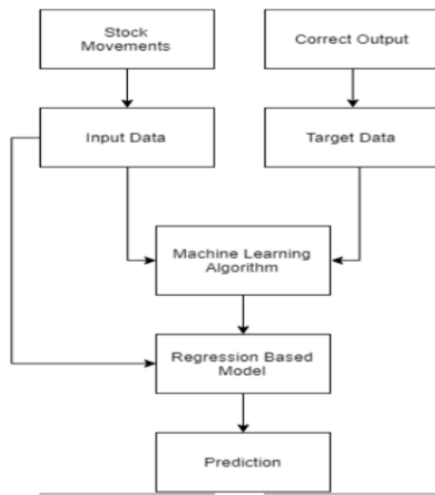 Stock
Movements
Correct Output
Input Data
Target Data
Machine Learning
Algorithm
Regression Based
Model
Prediction